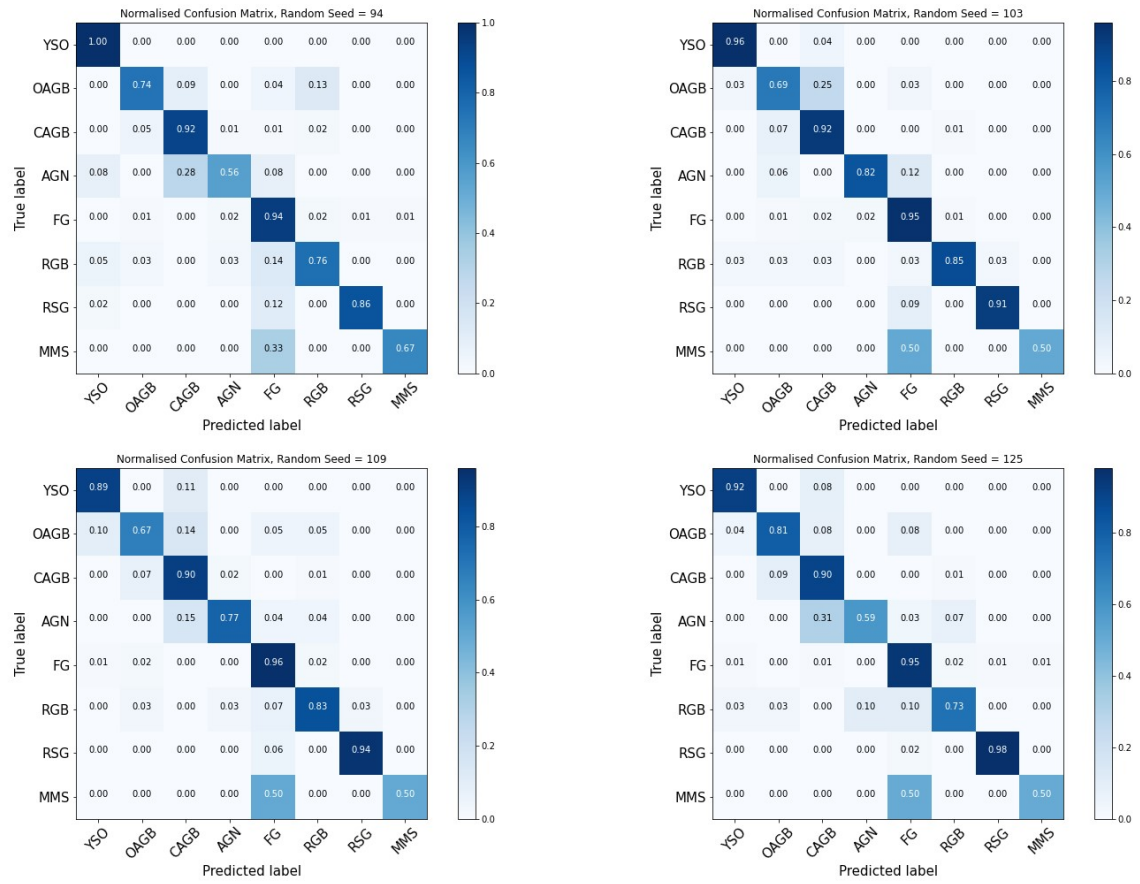 Normalised Confusion Matrix, Random Seed = 94
YSO 1.00 0.00 0.00 0.00 0.00 0.00 0.00 0.00
OAGB 0.00 0.74 0.09 0.00 0.04 0.13 0.00 0.00
CAGB 0.00 0.05 0.92 0.01 0.01 0.02 0.00 0.00
AGN 0.08 0.00 0.28 0.56 0.08 0.00 0.00 0.00
FG 0.00 0.01 0.00 0.02 0.94 0.02 0.01 0.01
RGB 0.05 0.03 0.00 0.03 0.14 0.76 0.00 0.00
RSG 0.02 0.00 0.00 0.00 0.12 0.00 0.86 0.00
MMS 0.00 0.00 0.00 0.00 0.33 0.00 0.00 0.67
True label
YSO OAGB CAGB AGN FG RGB RSG MMS
Predicted label
1.0
0.8
0.6
0.4
0.2
0.0
Normalised Confusion Matrix, Random Seed = 103
YSO 0.96 0.00 0.04 0.00 0.00 0.00 0.00 0.00
OAGB 0.03 0.69 0.25 0.00 0.03 0.00 0.00 0.00
CAGB 0.00 0.07 0.92 0.00 0.00 0.01 0.00 0.00
AGN 0.00 0.06 0.00 0.82 0.12 0.00 0.00 0.00
FG 0.00 0.01 0.02 0.02 0.95 0.01 0.00 0.00
RGB 0.03 0.03 0.03 0.00 0.03 0.85 0.03 0.00
RSG 0.00 0.00 0.00 0.00 0.09 0.00 0.91 0.00
MMS 0.00 0.00 0.00 0.00 0.50 0.00 0.00 0.50
True label
YSO OAGB CAGB AGN FG RGB RSG MMS
Predicted label
0.8
0.6
0.4
0.2
0.0
Normalised Confusion Matrix, Random Seed = 109
YSO 0.89 0.00 0.11 0.00 0.00 0.00 0.00 0.00
OAGB 0.10 0.67 0.14 0.00 0.05 0.05 0.00 0.00
CAGB 0.00 0.07 0.90 0.02 0.00 0.01 0.00 0.00
AGN 0.00 0.00 0.15 0.77 0.04 0.04 0.00 0.00
FG 0.01 0.02 0.00 0.00 0.96 0.02 0.00 0.00
RGB 0.00 0.03 0.00 0.03 0.07 0.83 0.03 0.00
RSG 0.00 0.00 0.00 0.00 0.06 0.00 0.94 0.00
MMS 0.00 0.00 0.00 0.00 0.50 0.00 0.00 0.50
True label
YSO OAGB CAGB AGN FG RGB RSG MMS
Predicted label
0.8
0.6
0.4
0.2
0.0
Normalised Confusion Matrix, Random Seed = 125
YSO 0.92 0.00 0.08 0.00 0.00 0.00 0.00 0.00
OAGB 0.04 0.81 0.08 0.00 0.08 0.00 0.00 0.00
CAGB 0.00 0.09 0.90 0.00 0.00 0.01 0.00 0.00
AGN 0.00 0.00 0.31 0.59 0.03 0.07 0.00 0.00
FG 0.01 0.00 0.01 0.00 0.95 0.02 0.01 0.01
RGB 0.03 0.03 0.00 0.10 0.10 0.73 0.00 0.00
RSG 0.00 0.00 0.00 0.00 0.02 0.00 0.98 0.00
MMS 0.00 0.00 0.00 0.00 0.50 0.00 0.00 0.50
True label
YSO OAGB CAGB AGN FG RGB RSG MMS
Predicted label
0.8
0.6
0.4
0.2
0.0